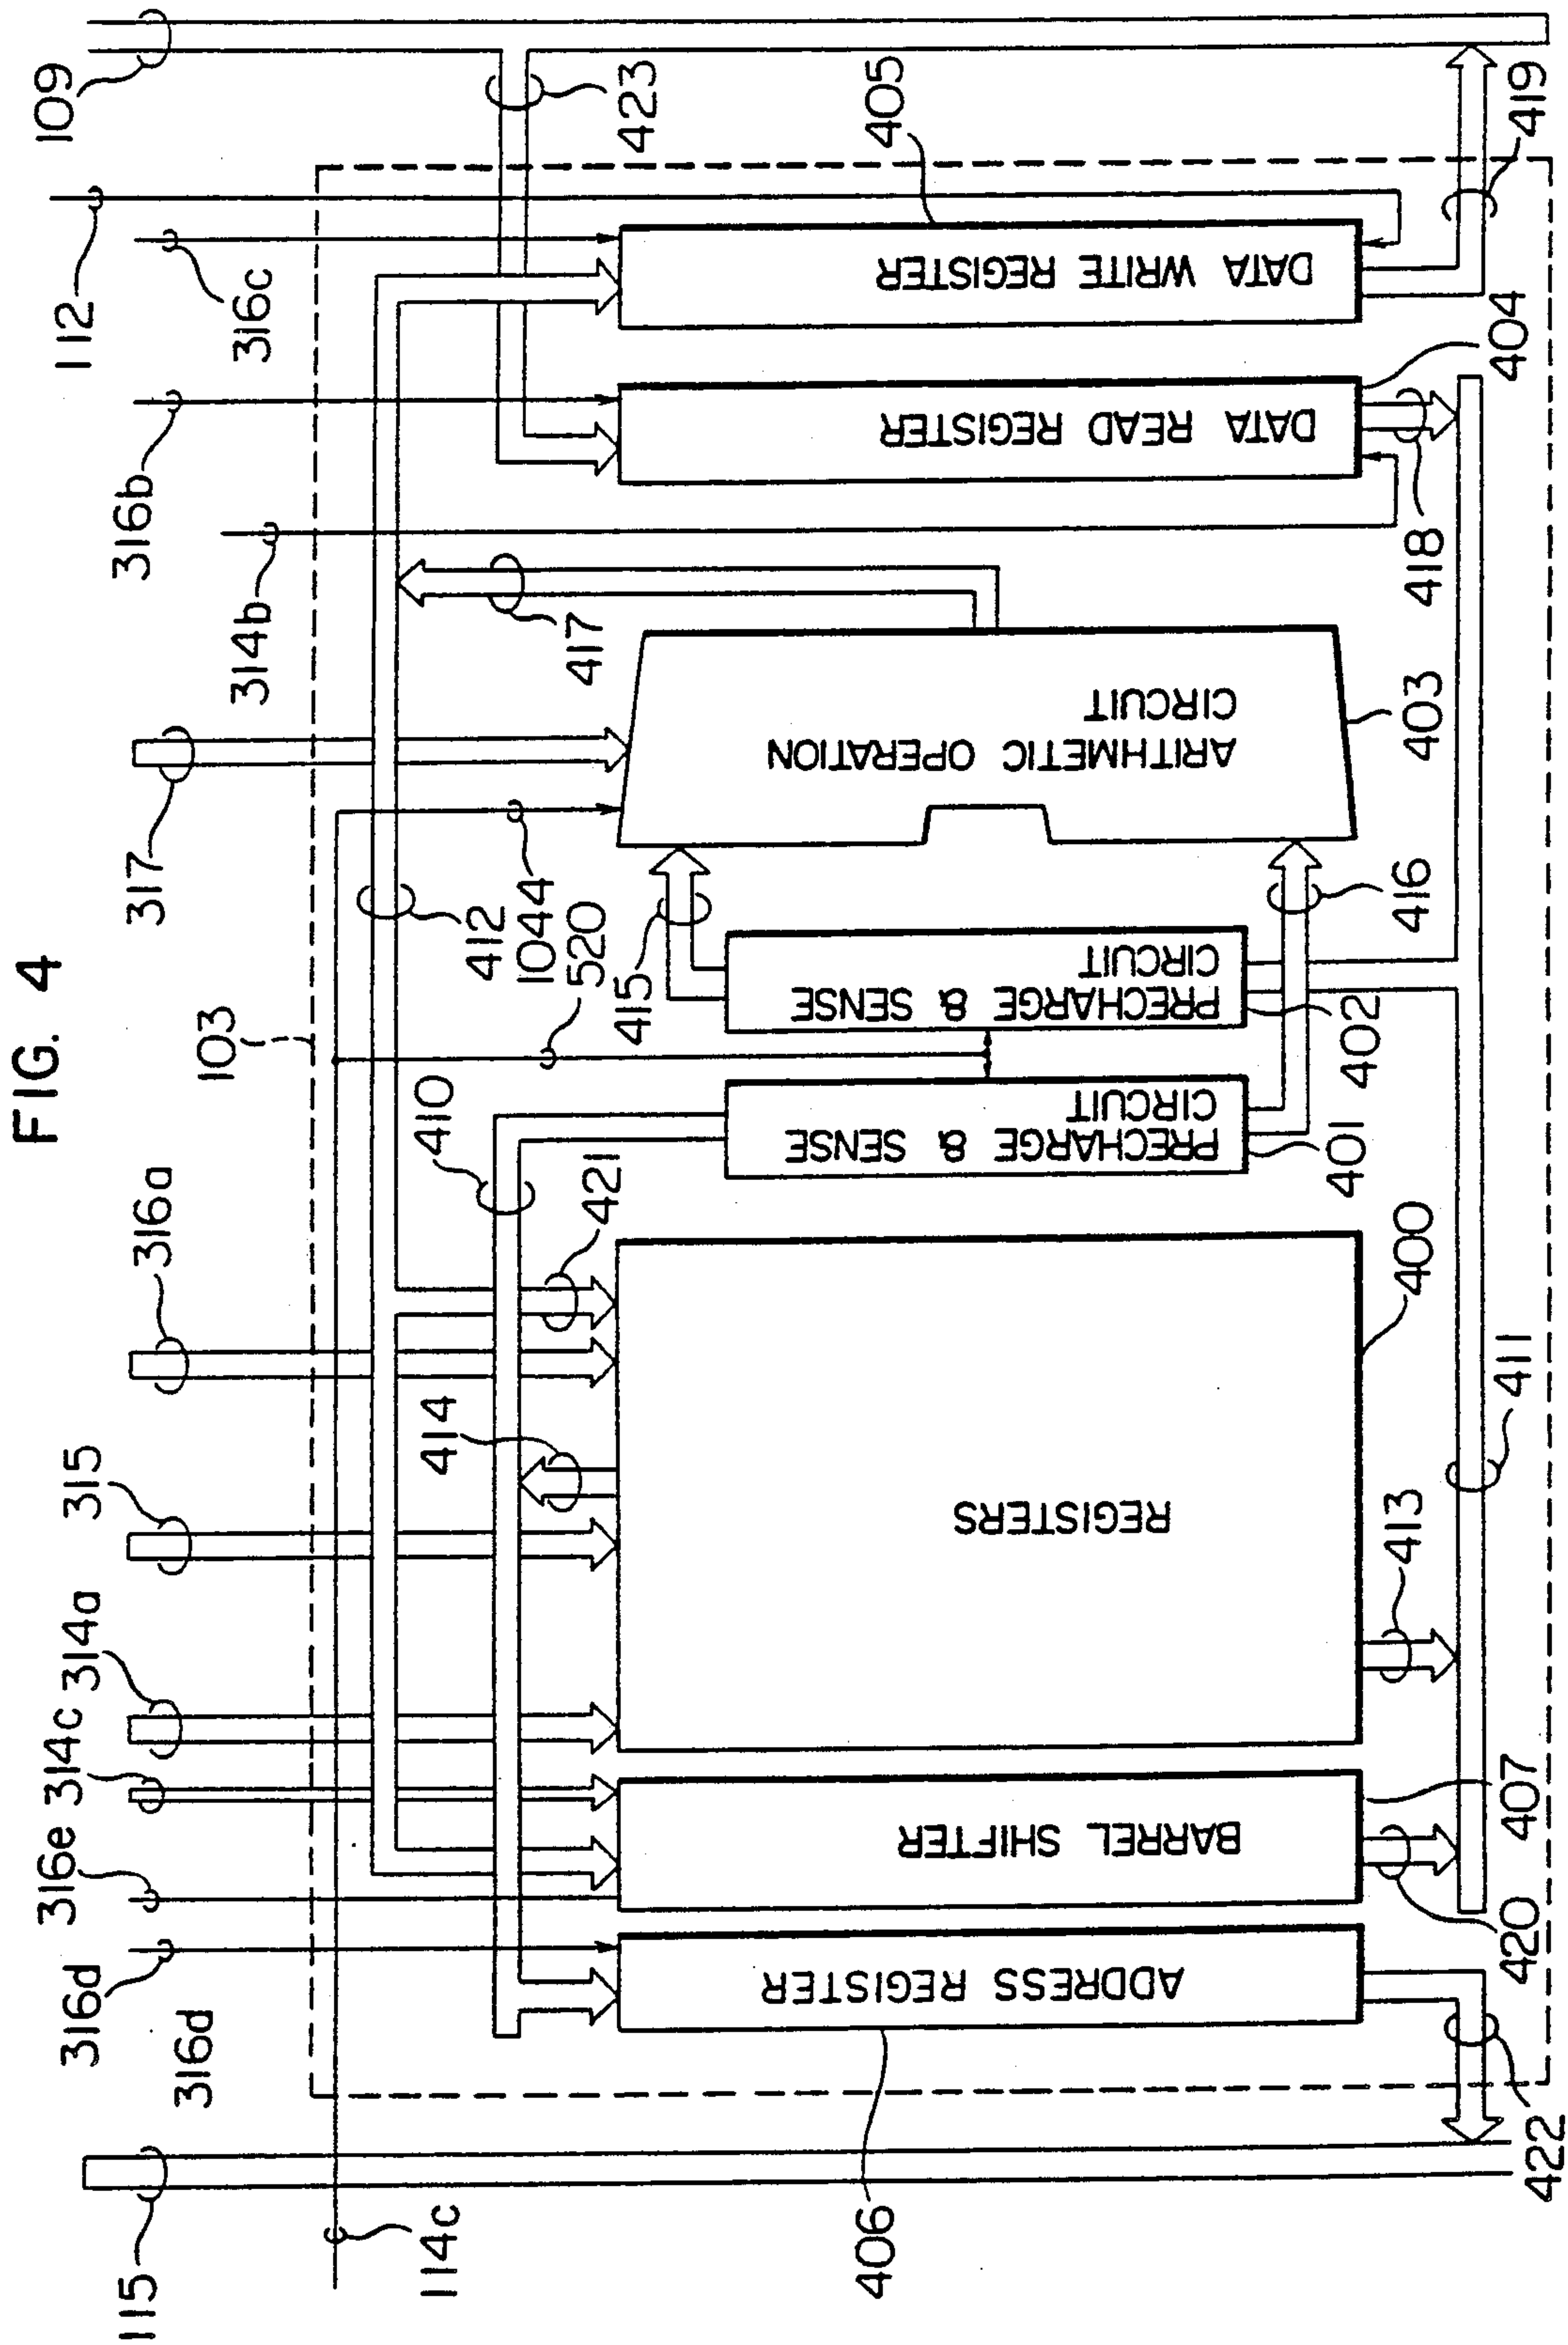 FIG. 4
115
316d
316d
316e
314c
314a
315
316a
103
317
314b
316b
112
316c
109
114c
410
421
414
412
1044
520
415
417
423
405
406
ADDRESS REGISTER
BARREL SHIFTER
REGISTERS
PRECHARGE & SENSE
CIRCUIT
PRECHARGE & SENSE
CIRCUIT
ARITHMETIC OPERATION
CIRCUIT
DATA READ REGISTER
DATA WRITE REGISTER
422
420
407
413
411
400
401
402
416
403
418
404
419